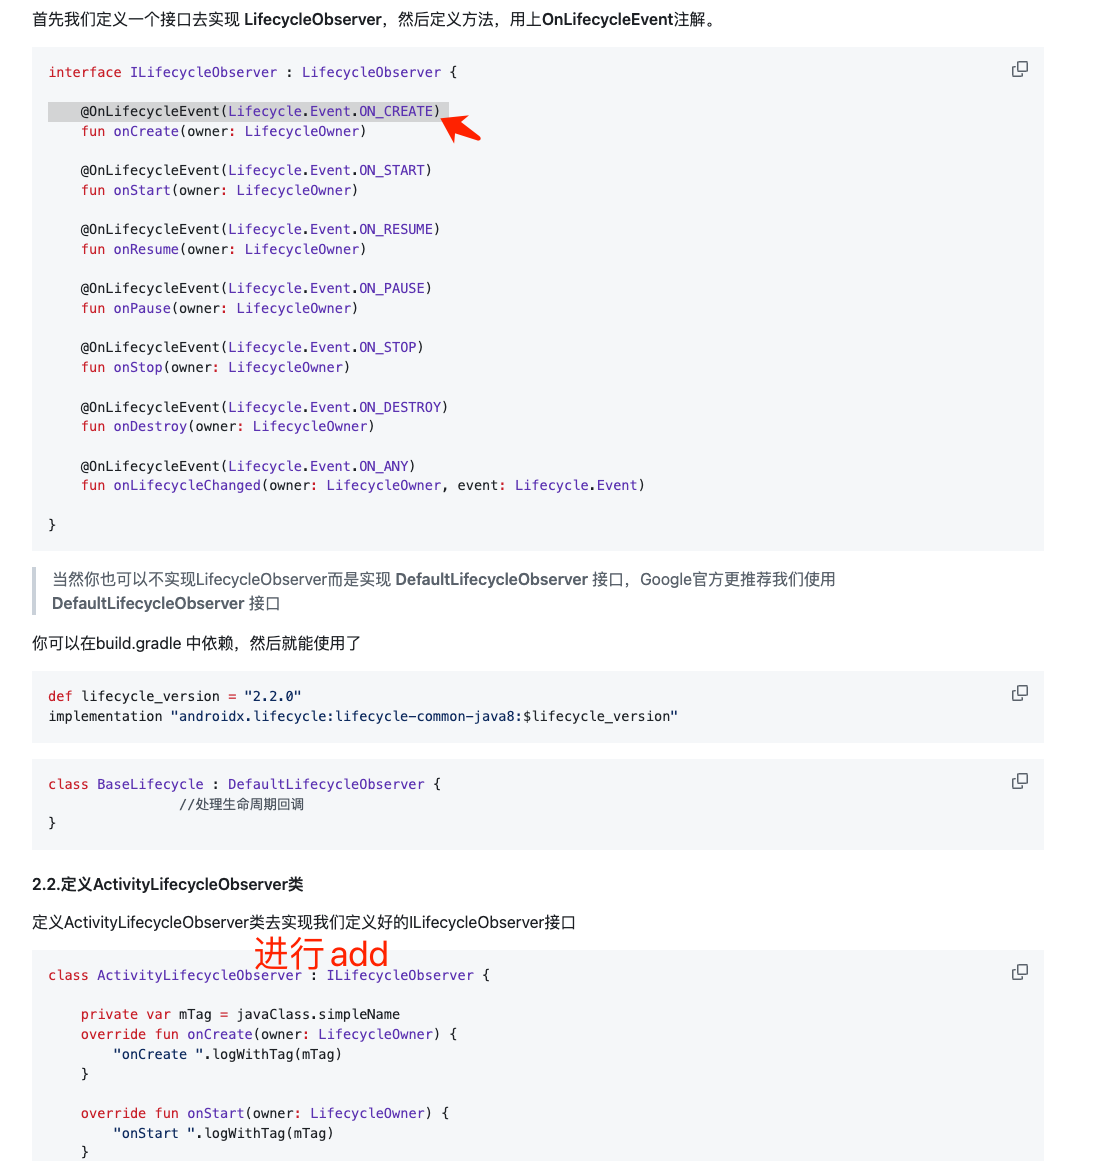 首先我们定义一个接口去实现 LifecycleObserver，然后定义方法，用上OnLifecycleEvent注解。
interface ILifecycleObserver : LifecycleObserver {
@OnLifecycleEvent(Lifecycle.Event.ON_CREATE)
fun onCreate(owner: LifecycleOwner)
@OnLifecycleEvent(Lifecycle.Event.ON_START)
fun onStart(owner: LifecycleOwner)
@OnLifecycleEvent(Lifecycle.Event.ON_RESUME)
fun onResume(owner: LifecycleOwner)
@OnLifecycleEvent(Lifecycle.Event.ON_PAUSE)
fun onPause(owner: LifecycleOwner)
@OnLifecycleEvent(Lifecycle.Event.ON_STOP)
fun onStop(owner: LifecycleOwner)
@OnLifecycleEvent(Lifecycle.Event.ON_DESTROY)
fun onDestroy(owner: LifecycleOwner)
@OnLifecycleEvent(Lifecycle.Event.ON_ANY)
fun onLifecycleChanged(owner: LifecycleOwner, event: Lifecycle.Event)
}
当然你也可以不实现LifecycleObserver而是实现 DefaultLifecycleObserver 接口，Google官方更推荐我们使用
DefaultLifecycleObserver 接口
你可以在build.gradle 中依赖，然后就能使用了
def lifecycle_version = "2.2.0"
implementation "androidx.lifecycle:lifecycle-common-java8:$lifecycle_version"
class BaseLifecycle : DefaultLifecycleObserver {
//处理生命周期回调
}
2.2.定义ActivityLifecycleObserver类
定义ActivityLifecycleObserver类去实现我们定义好的ILifecycleObserver接口
进行 add
class ActivityLifecycleObserver : ILifecycleObserver {
private var mTag = javaClass.simpleName
override fun onCreate(owner: LifecycleOwner) {
"onCreate ".logWithTag(mTag)
}
override fun onStart(owner: LifecycleOwner) {
"onStart ".logWithTag(mTag)
}